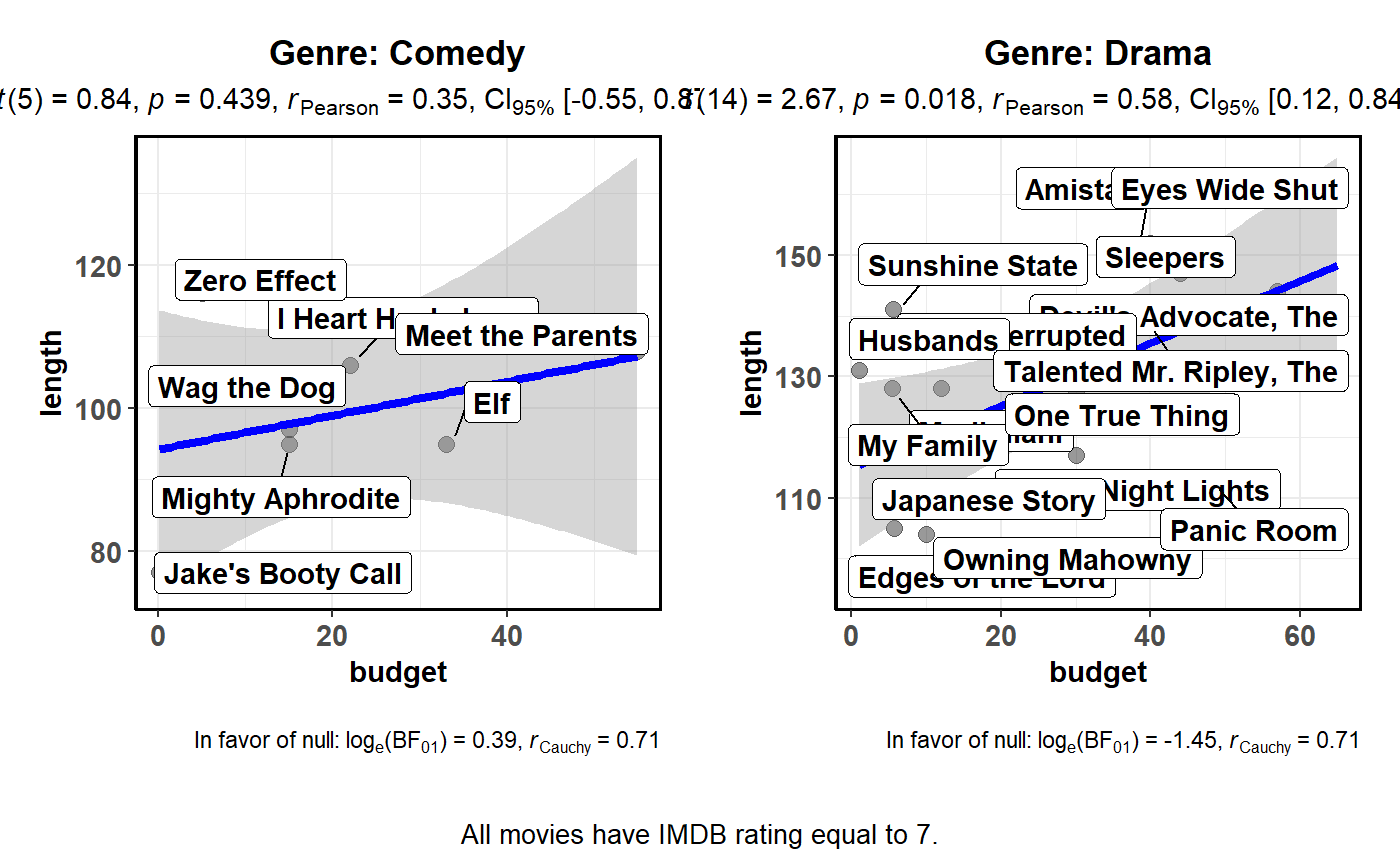 Genre: Comedy
t(5) = 0.84, p = 0.439, rPearson = 0.35, CI95% [-0.55, 0.8
length
120
100
80
Zero Effect
I Heart H
Meet the Parents
Wag the Dog
Elf
Mighty Aphrodite
Jake's Booty Call
0
20
40
budget
In favor of null: loge(BF01) = 0.39, rCauchy = 0.71
Genre: Drama
(14) = 2.67, p = 0.018, rPearson = 0.58, CI95% [0.12, 0.84
length
150
130
110
Amista
Eyes Wide Shut
Sunshine State
Sleepers
Devil's Advocate, The
Husbands
errupted
Talented Mr. Ripley, The
One True Thing
My Family
Night Lights
Japanese Story
Panic Room
Owning Mahowny
Edges of the Lord
0
20
40
60
budget
In favor of null: loge(BF01) = -1.45, rCauchy = 0.71
All movies have IMDB rating equal to 7.